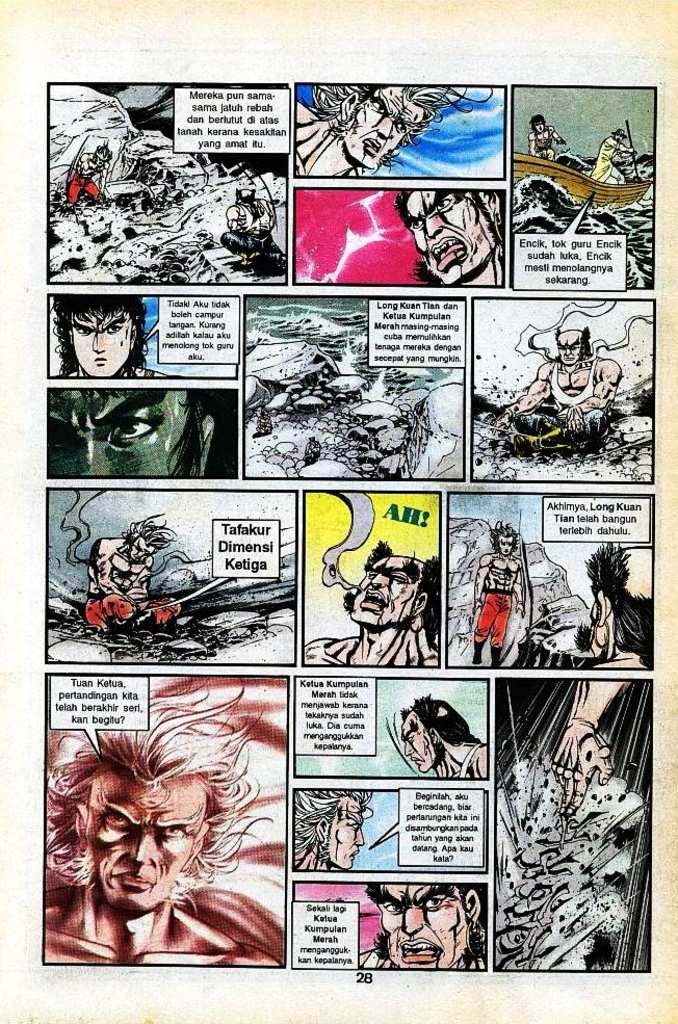 Mereka pun sama-
sama jatuh rebah
dan berlutut di atas
tanah kerana kesakitan
yang amat itu.
Encik, tok guru Encik
sudah luka, Encik
mesti menolangnya
sekarang.
Tidak! Aku tidak
boleh campur
tangan. Kurang
adillah kalau aku
menolong tok guru
aku.
Long Kuan Tian dan
Ketua Kumpulan
Merah masing-masing
cuba memulihkan
tenaga mereka dengan
secepat yang mungkin.
Tafakur
Dimensi
Ketiga
AH!
Akhirnya, Long Kuan
Tian telah bangun
terlebih dahulu.
Tuan Ketua,
pertandingan kita
telah berakhir seri,
kan begitu?
Ketua Kumpulan
Merah tidak
menjawab kerana
tekaknya sudah
luka. Dia cuma
menganggukkan
kepalanya.
Beginilah, aku
bercadang, biar
pertarungan kita ini
disambungkan pada
tahun yang akan
datang. Apa kau
kata?
Sekali lagi
Ketua
Kumpulan
Merah
mengangguk-
kan kepalanya.
28